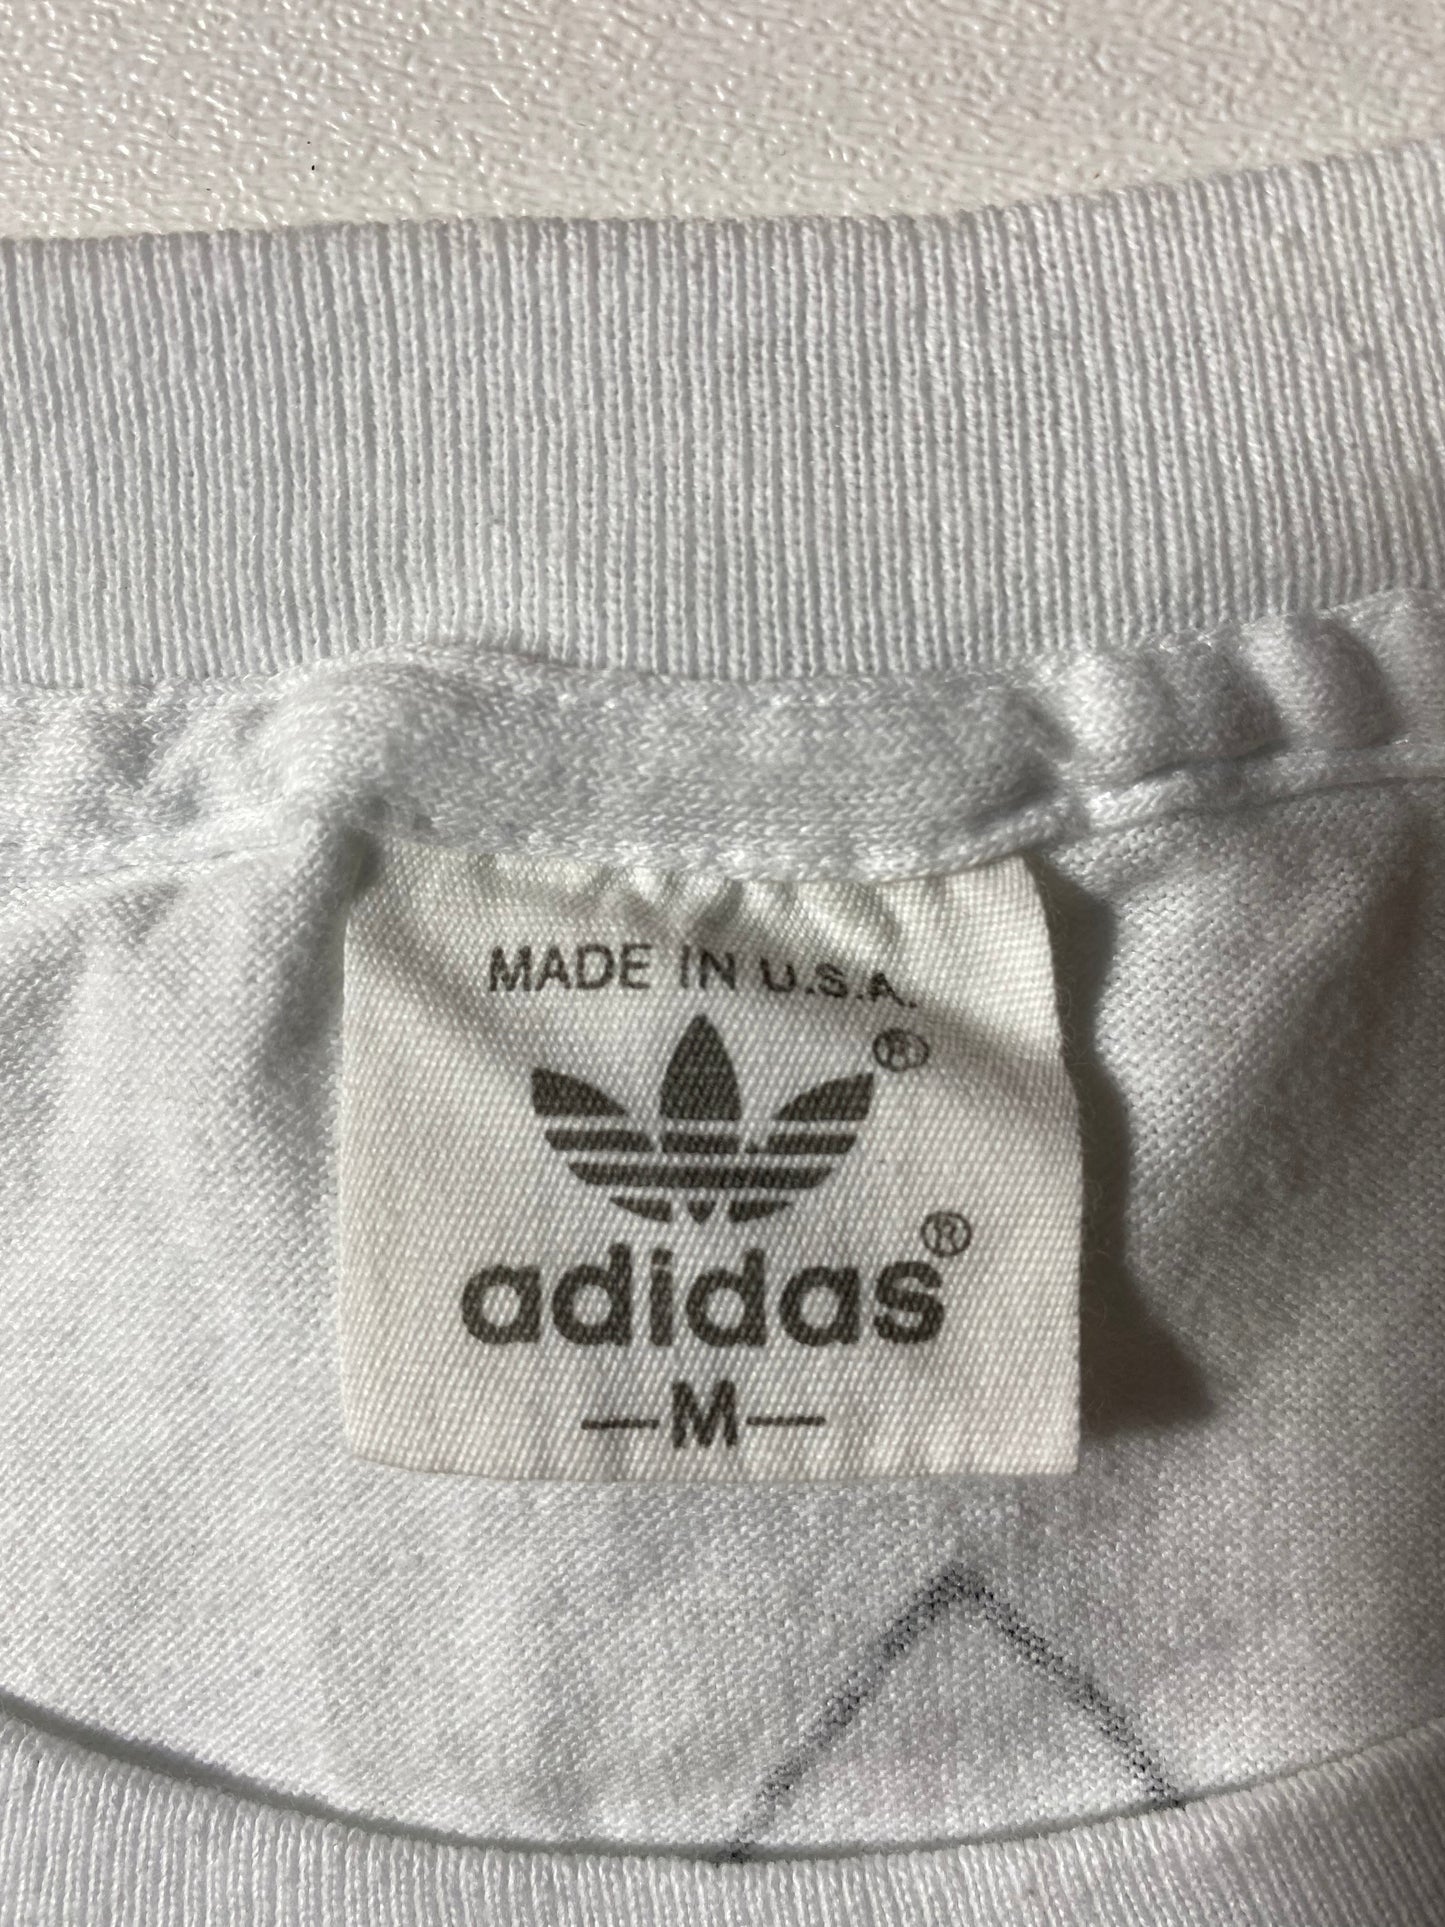 MADE IN U.S.A.
®
adidas®
—M—